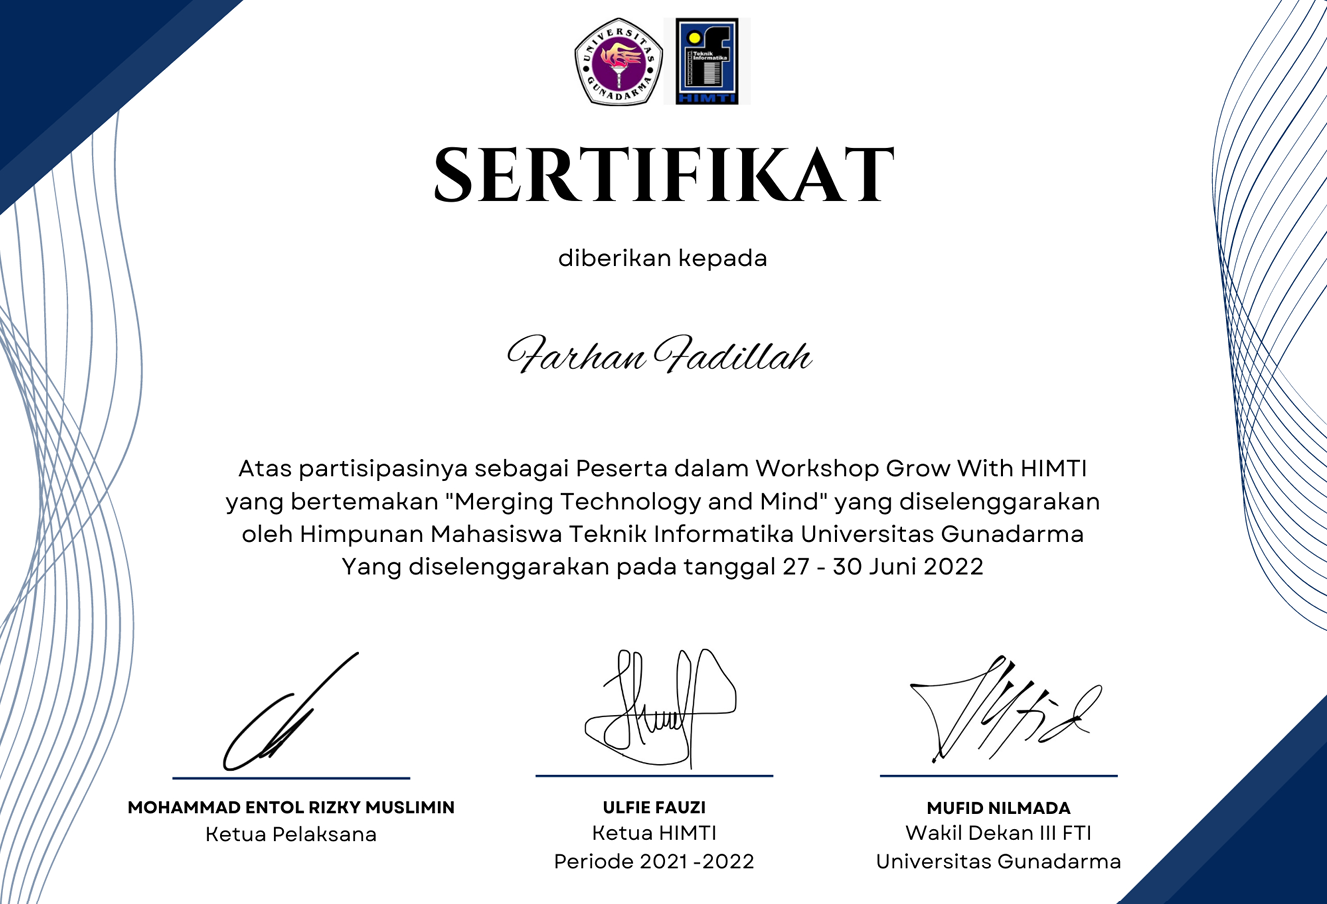 UNIVERSITAS
GUNADARMA
Teknik
Informatika
HIMTI
SERTIFIKAT
diberikan kepada
Farhan Fadillah
Atas partisipasinya sebagai Peserta dalam Workshop Grow With HIMTI
yang bertemakan "Merging Technology and Mind" yang diselenggarakan
oleh Himpunan Mahasiswa Teknik Informatika Universitas Gunadarma
Yang diselenggarakan pada tanggal 27 - 30 Juni 2022
MOHAMMAD ENTOL RIZKY MUSLIMIN
Ketua Pelaksana
ULFIE FAUZI
Ketua HIMTI
Periode 2021 -2022
MUFID NILMADA
Wakil Dekan III FTI
Universitas Gunadarma